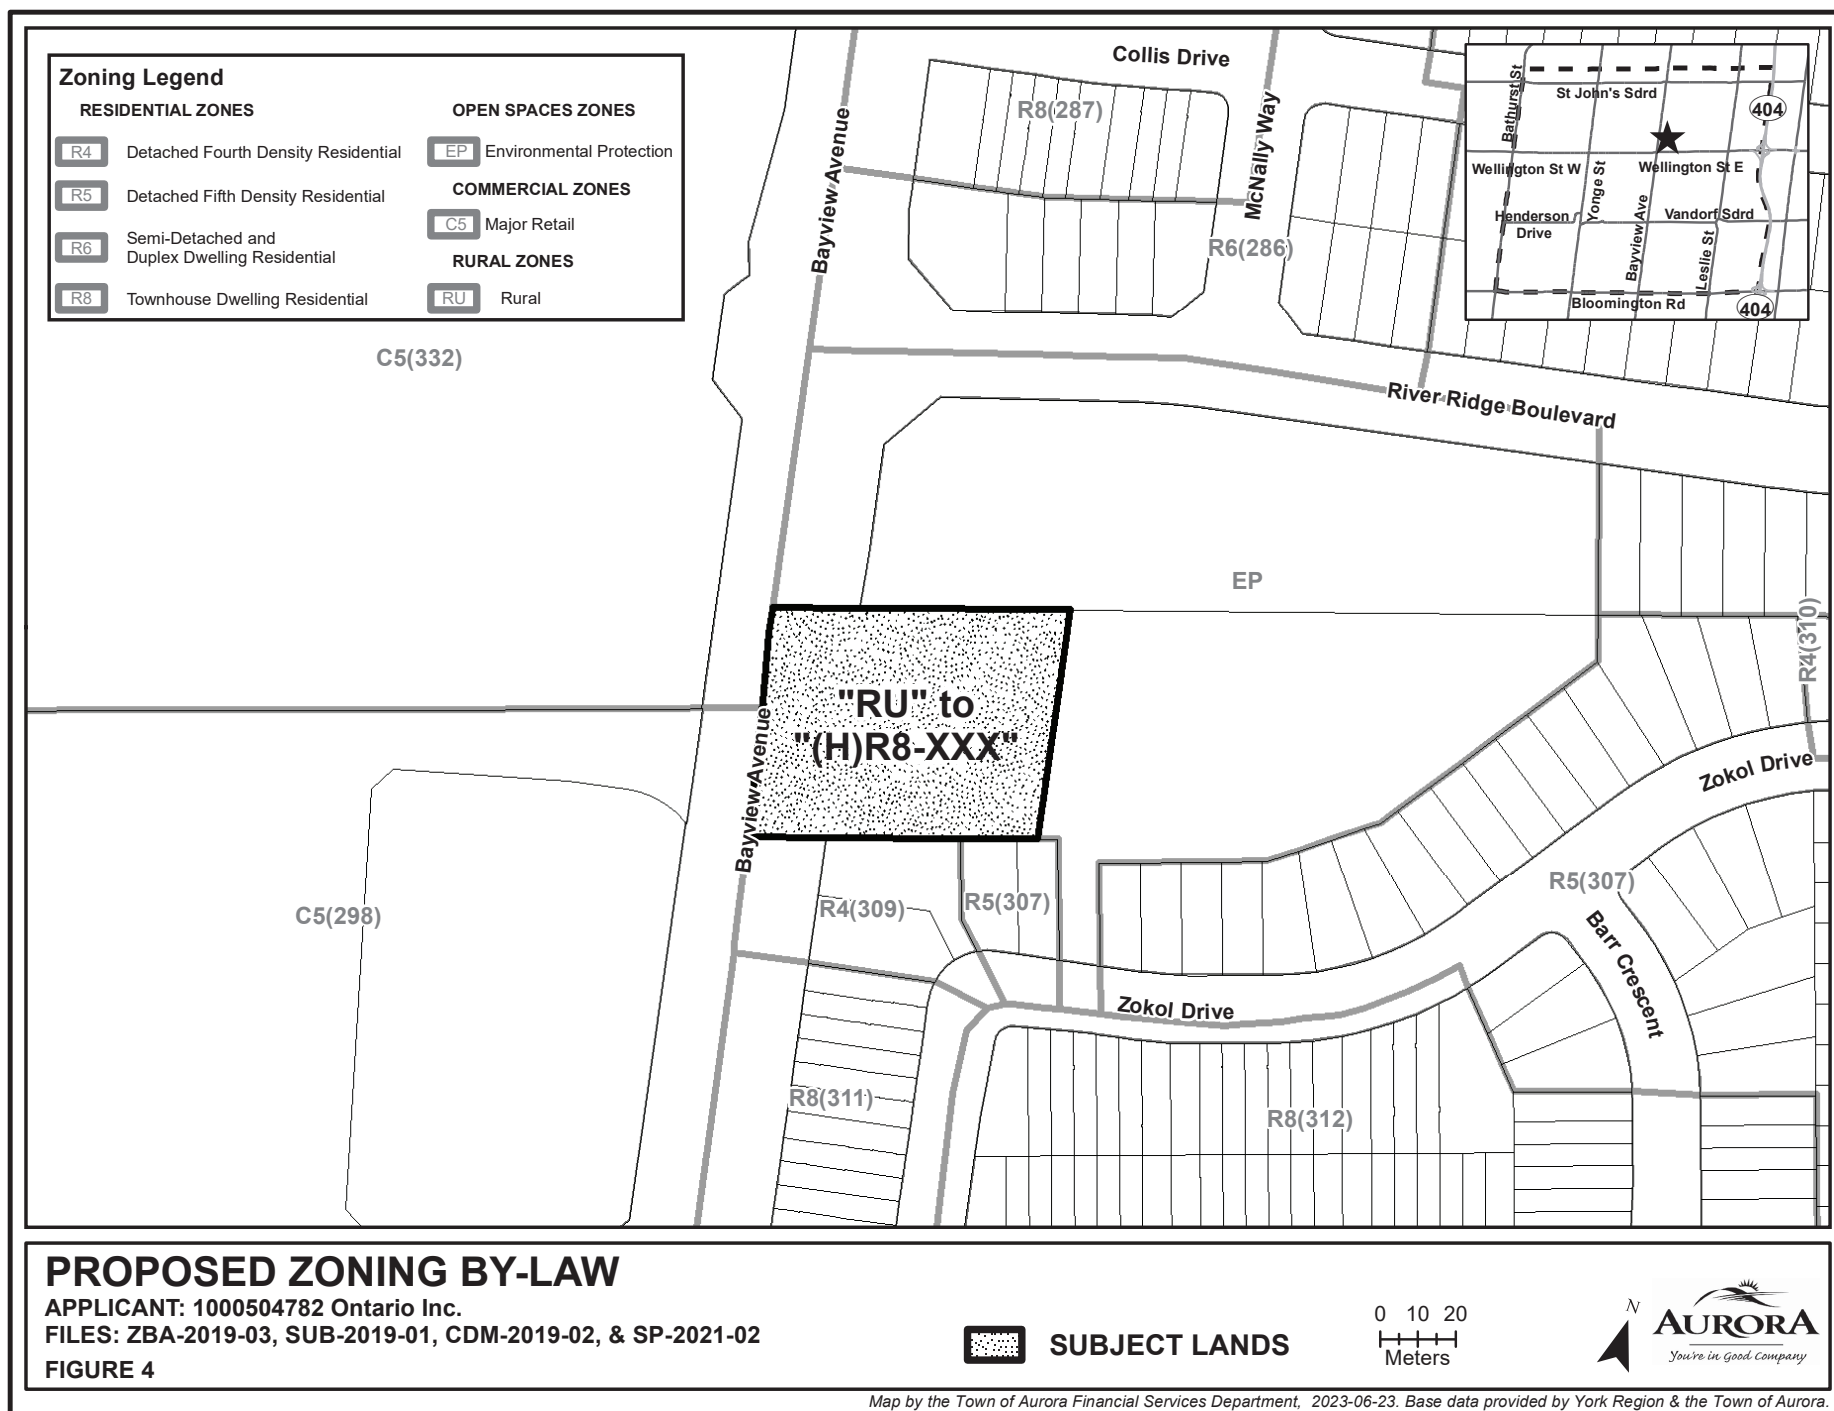 Zoning Legend
RESIDENTIAL ZONES
R4 Detached Fourth Density Residential
R5 Detached Fifth Density Residential
R6 Semi-Detached and
Duplex Dwelling Residential
R8 Townhouse Dwelling Residential
OPEN SPACES ZONES
EP Environmental Protection
COMMERCIAL ZONES
C5 Major Retail
RURAL ZONES
RU Rural
Collis Drive
R8(287)
McNally Way
Bayview Avenue
R6(286)
Bathurst St
St John's Sdrd
404
Wellington St W
Wellington St E
Yonge St
Henderson
Drive
Bayview Ave
Vandorf Sdrd
Leslie St
Bloomington Rd
404
C5(332)
River Ridge Boulevard
EP
R4(310)
"RU" to
"(H)R8-XXX"
Bayview Avenue
Zokol Drive
C5(298)
R4(309)
R5(307)
R5(307)
Barr Crescent
Zokol Drive
R8(311)
R8(312)
PROPOSED ZONING BY-LAW
APPLICANT: 1000504782 Ontario Inc.
FILES: ZBA-2019-03, SUB-2019-01, CDM-2019-02, & SP-2021-02
FIGURE 4
SUBJECT LANDS
0 10 20
Meters
N
AURORA
You're in Good Company
Map by the Town of Aurora Financial Services Department, 2023-06-23. Base data provided by York Region & the Town of Aurora.